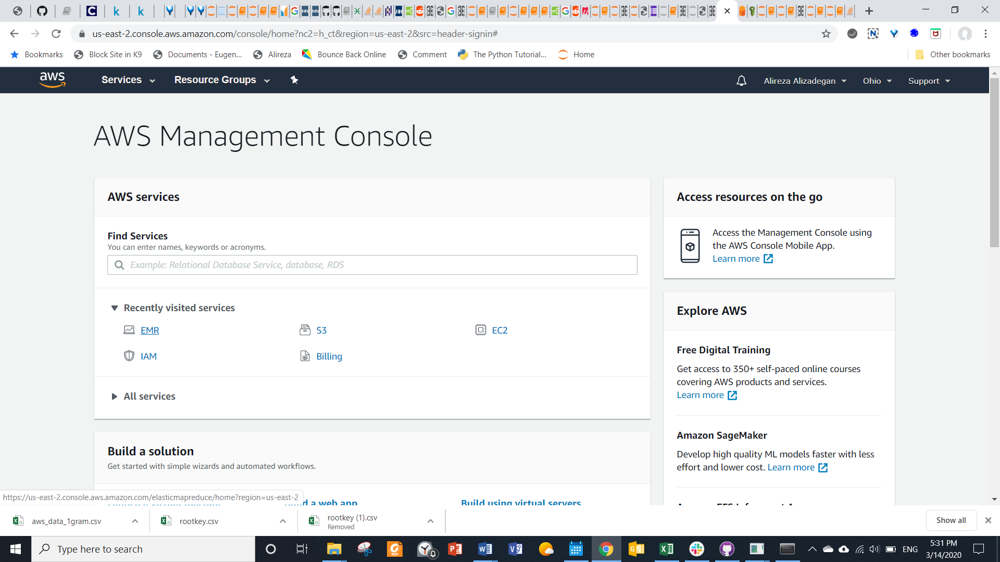 us-east-2.console.aws.amazon.com/console/home?nc2=h_ct&region=us-east-2&src=header-signin#
Bookmarks
Block Site in K9
Documents - Eugen...
Alireza
Bounce Back Online
Comment
The Python Tutorial...
Home
Other bookmarks
aws
Services
Resource Groups
Alireza Alizadegan
Ohio
Support
AWS Management Console
AWS services
Find Services
You can enter names, keywords or acronyms.
Example: Relational Database Service, database, RDS
Recently visited services
EMR
S3
EC2
IAM
Billing
All services
Build a solution
Get started with simple wizards and automated workflows.
d a web app
Build using virtual servers
Access resources on the go
Access the Management Console using
the AWS Console Mobile App.
Learn more
Explore AWS
Free Digital Training
Get access to 350+ self-paced online courses
covering AWS products and services.
Learn more
Amazon SageMaker
Develop high quality ML models faster with less
effort and lower cost. Learn more
https://us-east-2.console.aws.amazon.com/elasticmapreduce/home?region=us-east-2
aws_data_1gram.csv
rootkey.csv
rootkey (1).csv
Removed
Show all
Type here to search
ENG
5:31 PM
3/14/2020